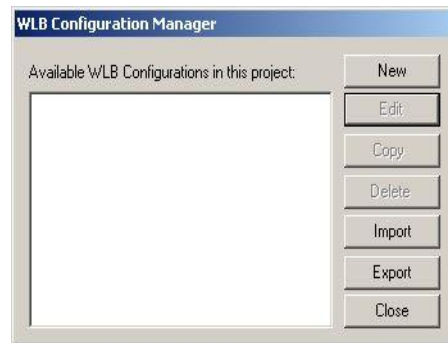 WLB Configuration Manager
Available WLB Configurations in this project:
New
Edit
Copy
Delete
Import
Export
Close